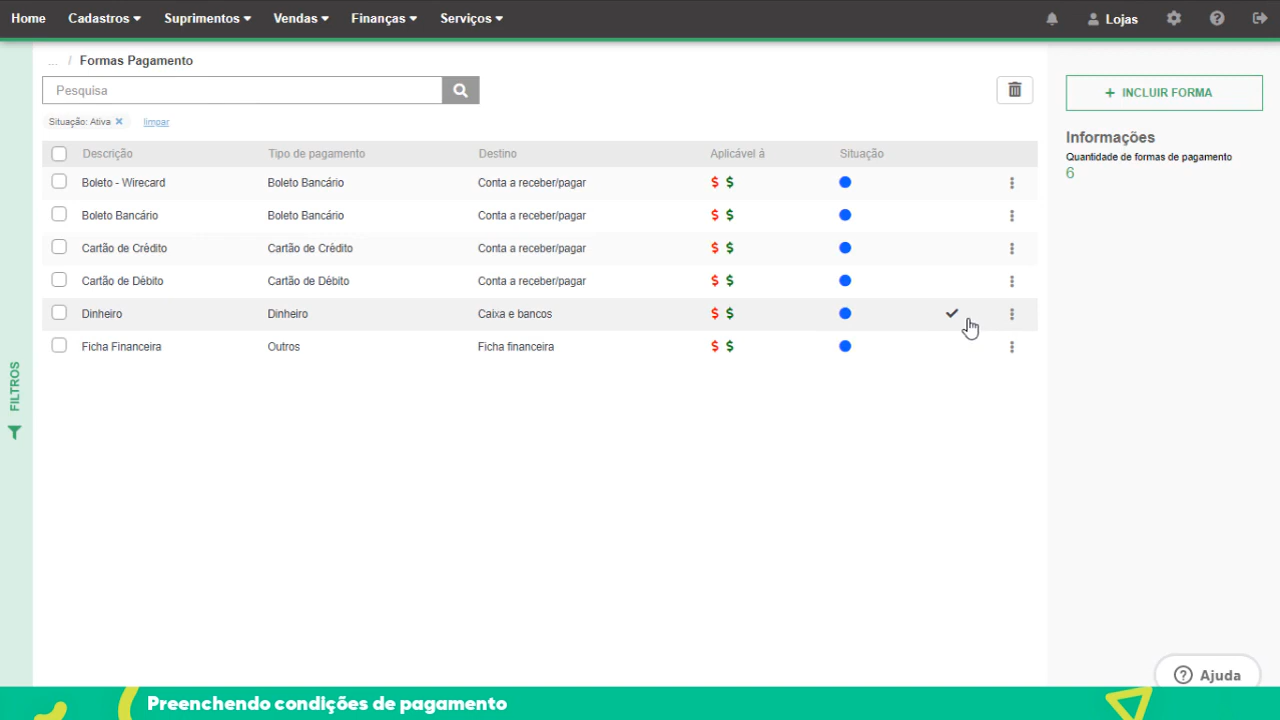 Home Cadastros Suprimentos Vendas Finanças Serviços Lojas
... / Formas Pagamento
Pesquisa
+ INCLUIR FORMA
Situação: Ativa × limpar
Informações
Quantidade de formas de pagamento
6
Descrição Tipo de pagamento Destino Aplicável á Situação
Boleto - Wirecard Boleto Bancário Conta a receber/pagar $ $
Boleto Bancário Boleto Bancário Conta a receber/pagar $ $
Cartão de Crédito Cartão de Crédito Conta a receber/pagar $ $
Cartão de Débito Cartão de Débito Conta a receber/pagar $ $
Dinheiro Dinheiro Caixa e bancos $ $
Ficha Financeira Outros Ficha financeira $ $
FILTROS
? Ajuda
Preenchendo condições de pagamento